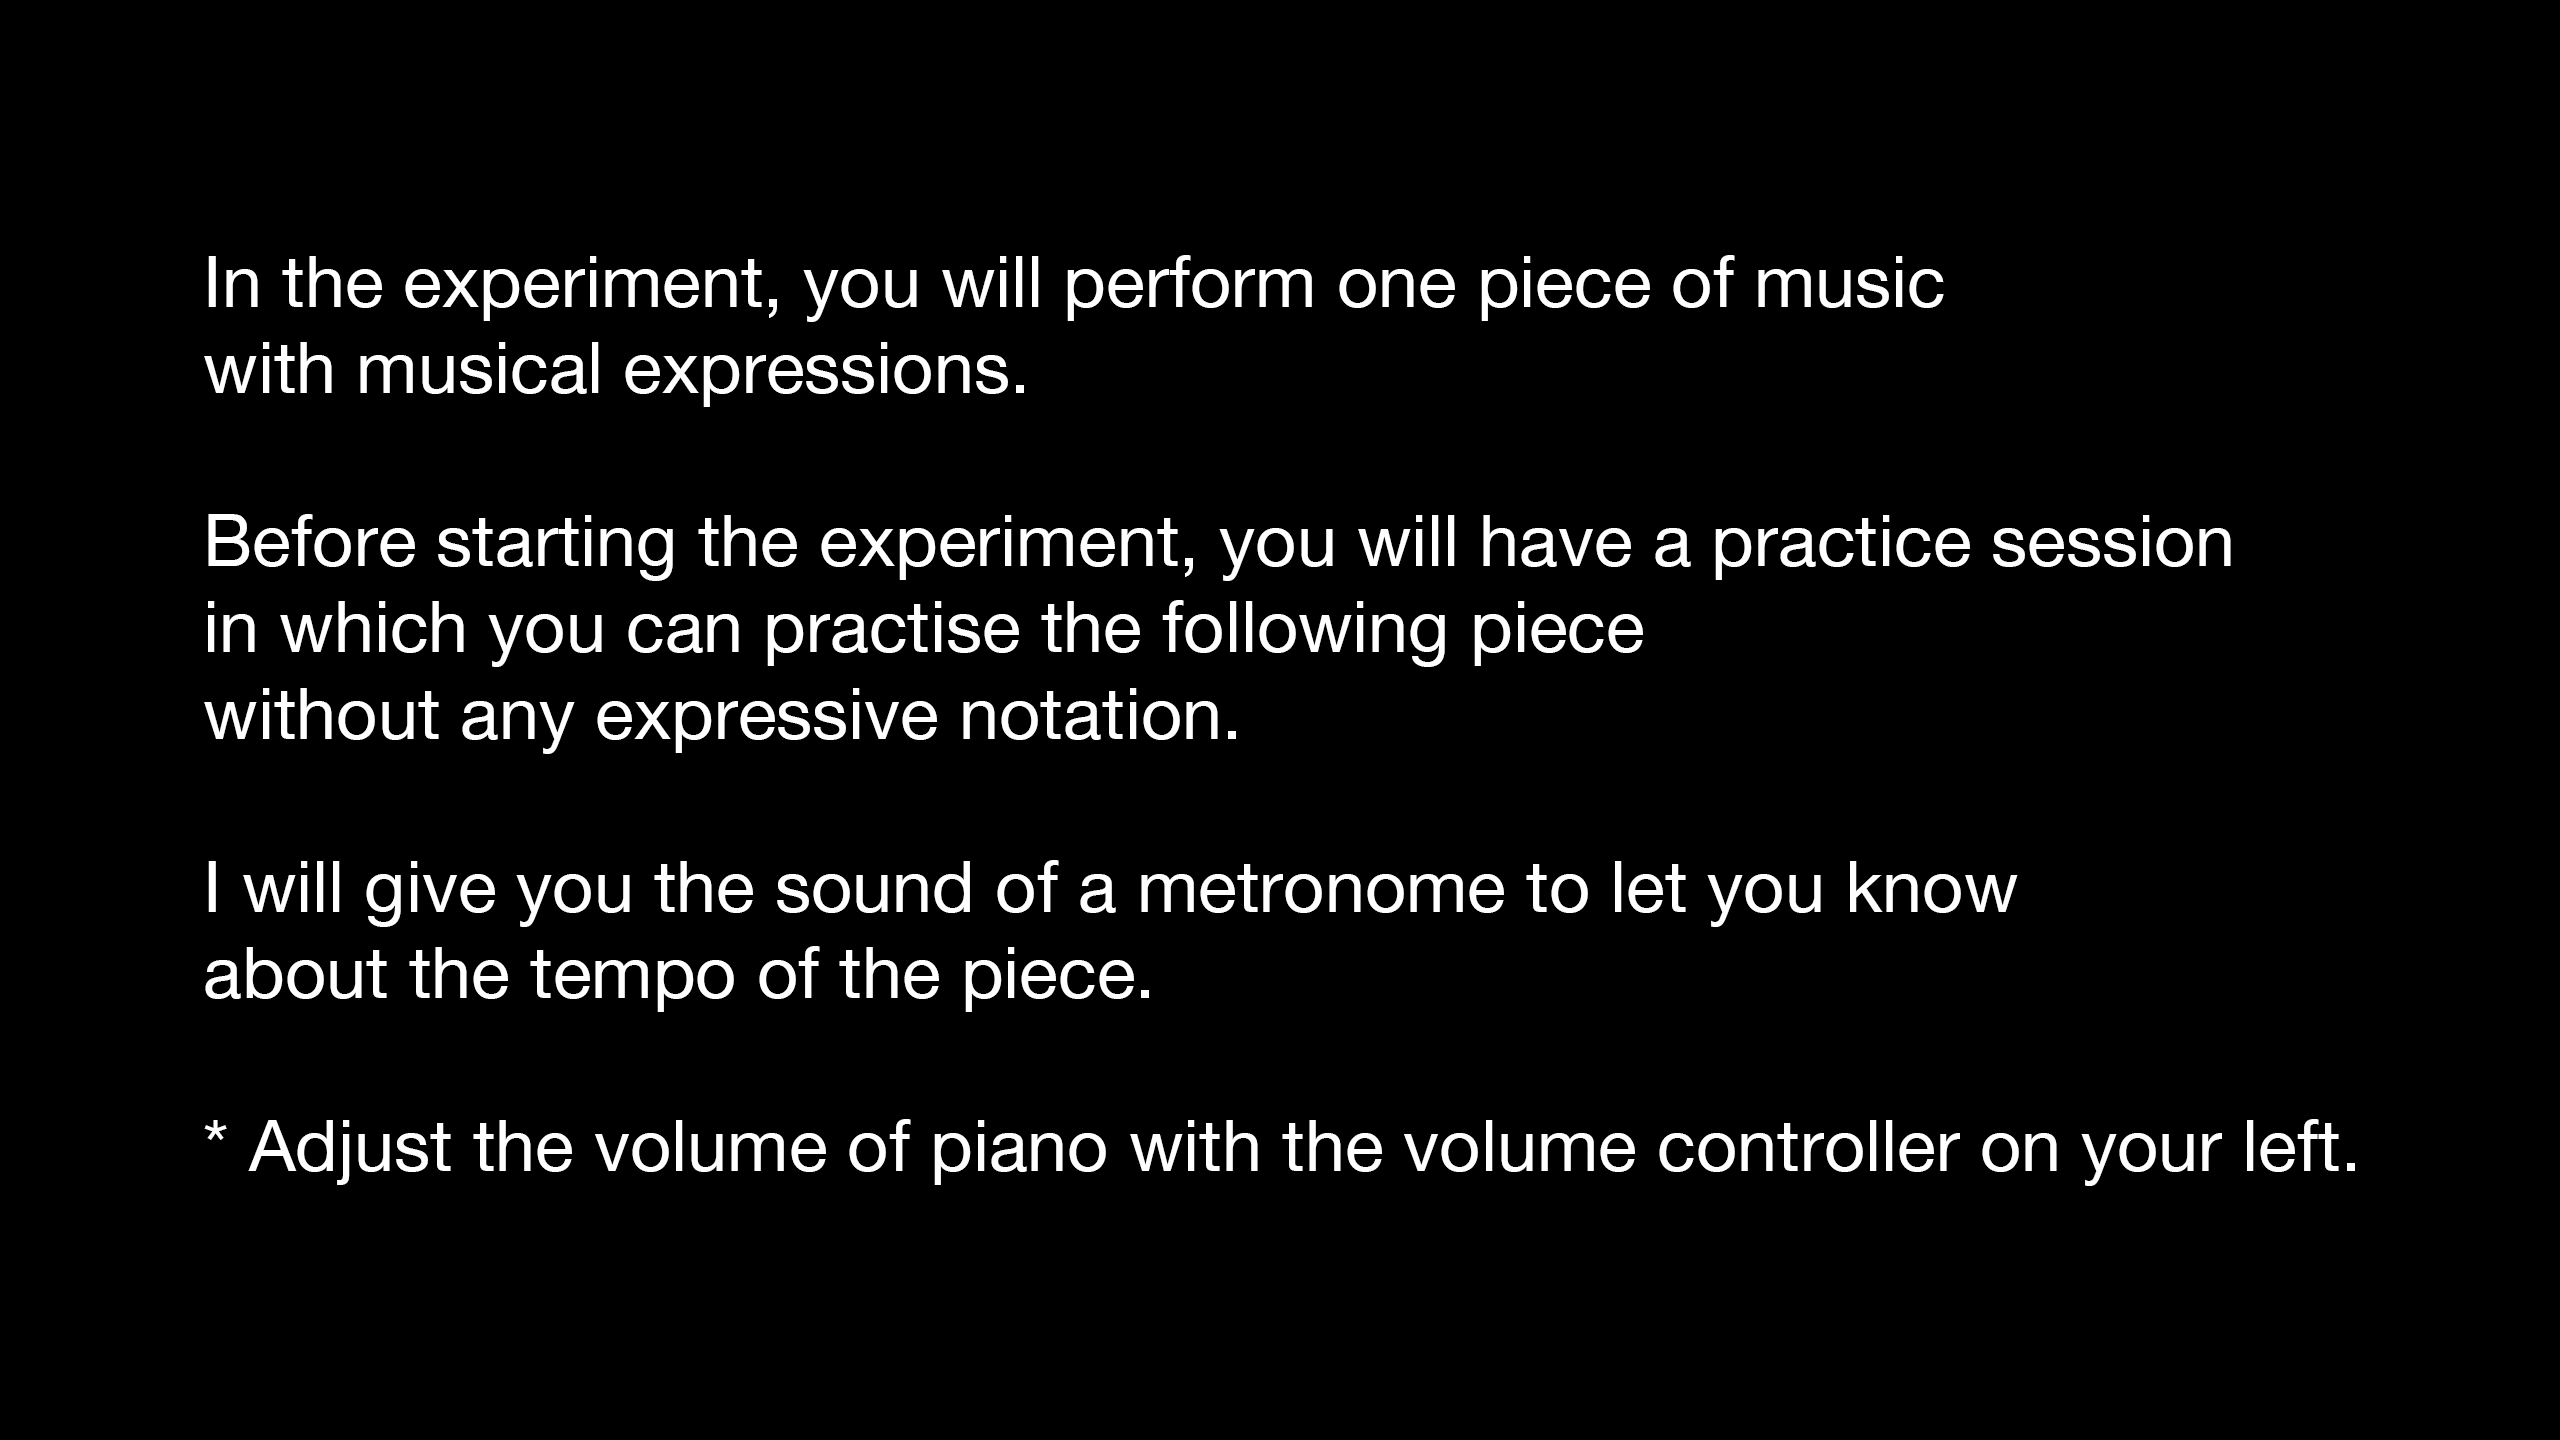 In the experiment, you will perform one piece of music
with musical expressions.
Before starting the experiment, you will have a practice session
in which you can practise the following piece
without any expressive notation.
I will give you the sound of a metronome to let you know
about the tempo of the piece.
* Adjust the volume of piano with the volume controller on your left.